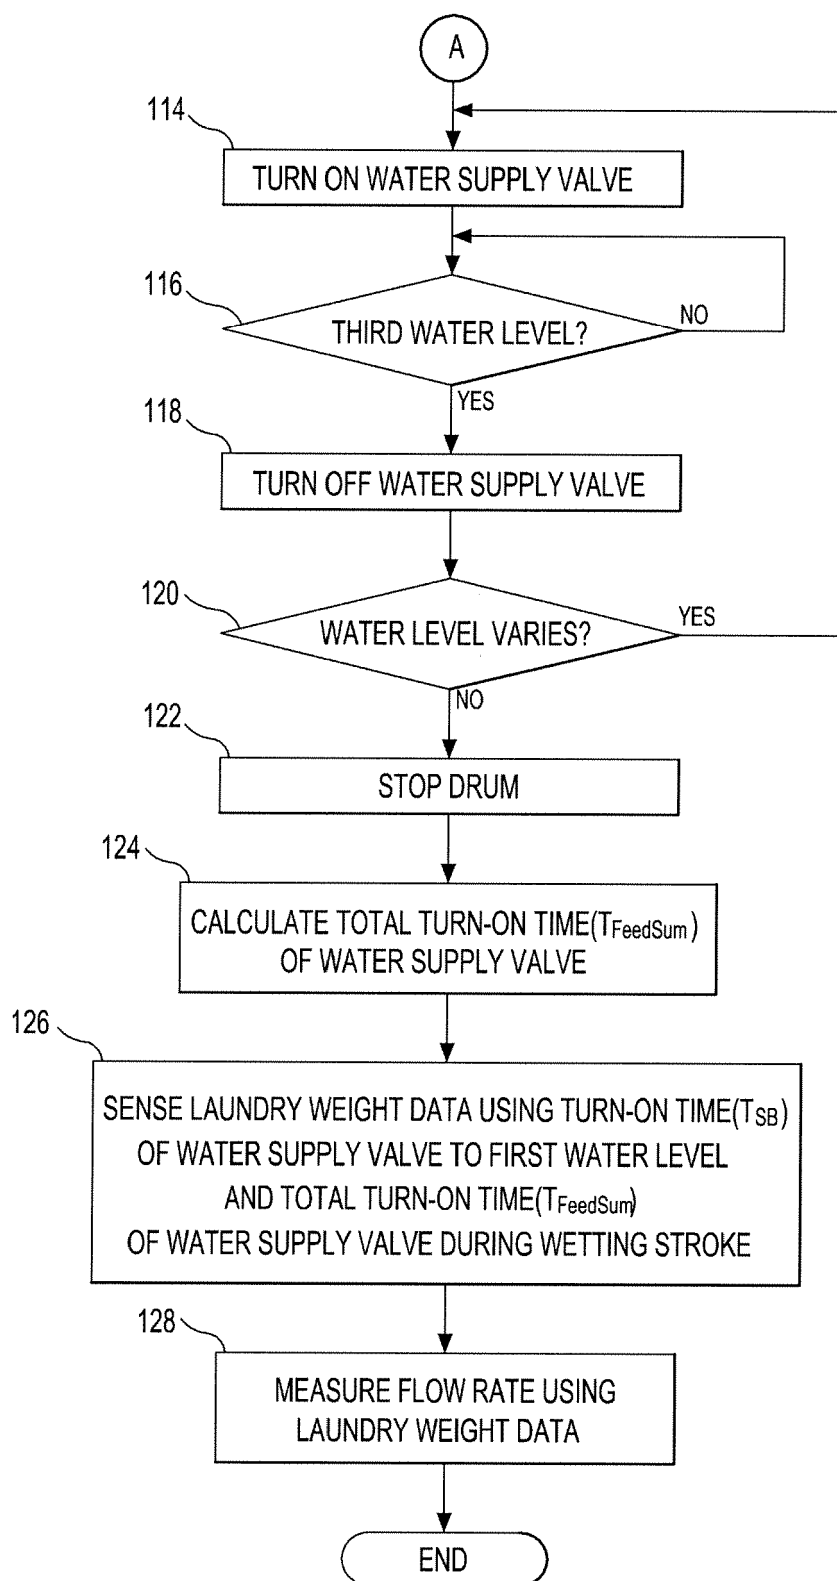 A
114
TURN ON WATER SUPPLY VALVE
116
THIRD WATER LEVEL?
NO
YES
118
TURN OFF WATER SUPPLY VALVE
120
WATER LEVEL VARIES?
YES
NO
122
STOP DRUM
124
CALCULATE TOTAL TURN-ON TIME(TFeedSum)
OF WATER SUPPLY VALVE
126
SENSE LAUNDRY WEIGHT DATA USING TURN-ON TIME(TSB)
OF WATER SUPPLY VALVE TO FIRST WATER LEVEL
AND TOTAL TURN-ON TIME(TFeedSum)
OF WATER SUPPLY VALVE DURING WETTING STROKE
128
MEASURE FLOW RATE USING
LAUNDRY WEIGHT DATA
END